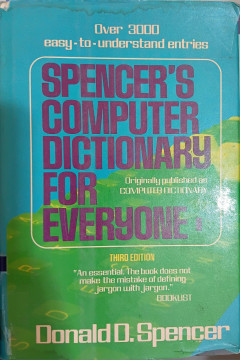 Over 3000
easy-to-understand entries
SPENCER'S
COMPUTER
DICTIONARY
FOR
EVERYONE
Originally published as
COMPUTER DICTIONARY
THIRD EDITION
"An essential. The book does not
make the mistake of defining
jargon with jargon."
BOOKLIST
Donald D. Spencer